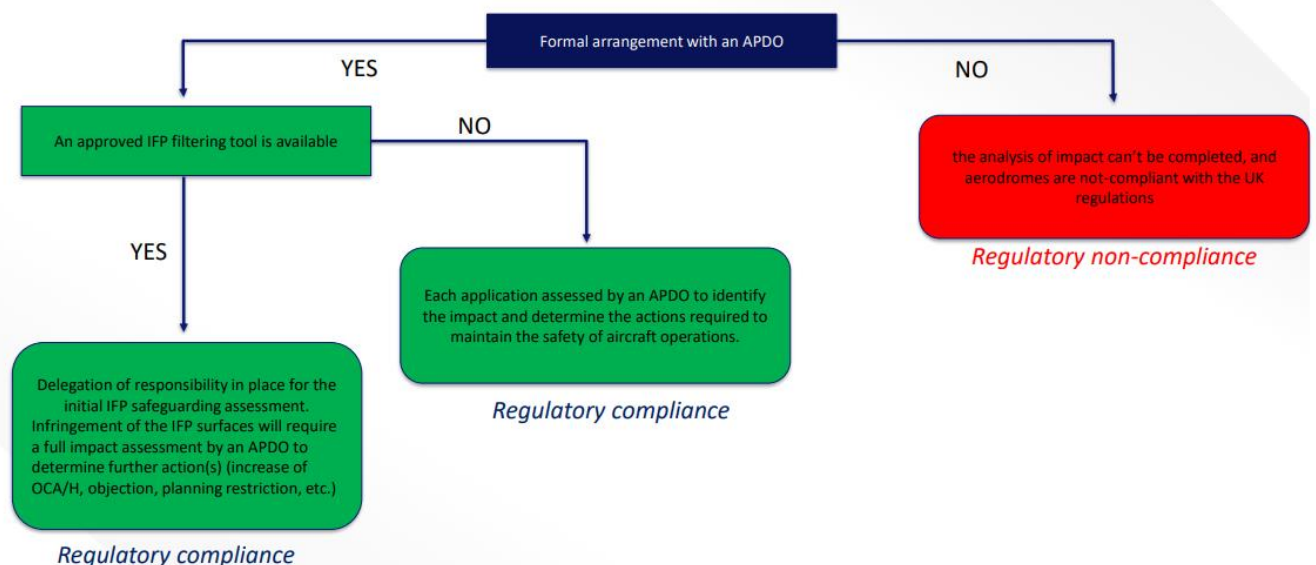 Formal arrangement with an APDO
YES
NO
An approved IFP filtering tool is available
NO
the analysis of impact can't be completed, and
aerodromes are not-compliant with the UK
regulations
YES
Regulatory non-compliance
Each application assessed by an APDO to identify
the impact and determine the actions required to
maintain the safety of aircraft operations.
Delegation of responsibility in place for the
initial IFP safeguarding assessment.
Infringement of the IFP surfaces will require
a full impact assessment by an APDO to
determine further action(s) (increase of
OCA/H, objection, planning restriction, etc.)
Regulatory compliance
Regulatory compliance